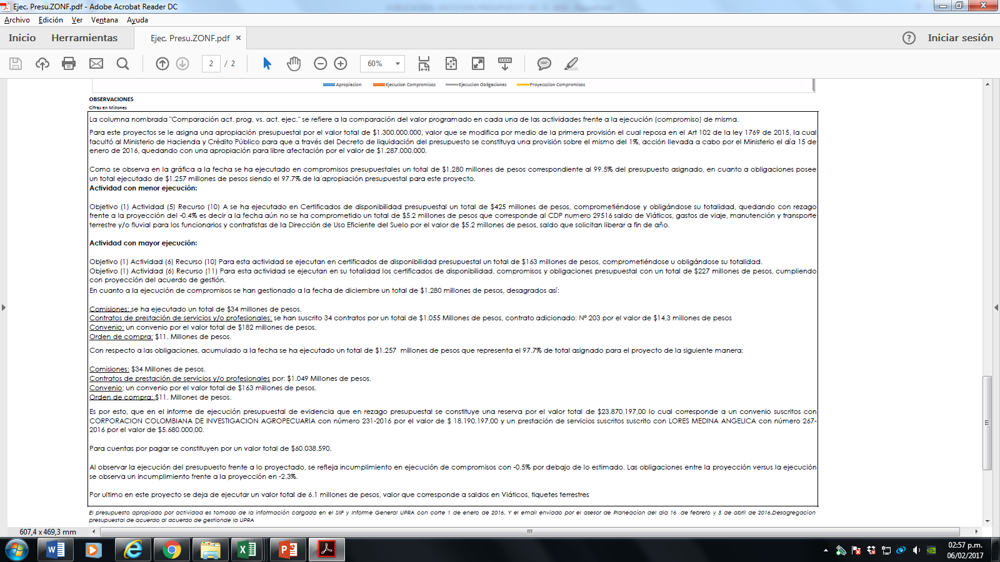 Ejec. Presu.ZONF.pdf - Adobe Acrobat Reader DC
Archivo Edición Ver Ventana Ayuda
Inicio Herramientas Ejec. Presu.ZONF.pdf × ? Iniciar sesión
2 / 2 60%
Apropiacion Ejecucion Compromisos Ejecucion Obligaciones Proyecccion Compromisos
OBSERVACIONES
Cifras en Millones
La columna nombrada "Comparación act. prog. vs. act. ejec." se refiere a la comparación del valor programado en cada una de las actividades frente a la ejecución (compromiso) de misma.
Para este proyectos se le asigna una apropiación presupuestal por el valor total de $1.300.000.000, valor que se modifica por medio de la primera provisión el cual reposa en el Art 102 de la ley 1769 de 2015, la cual
facultó al Ministerio de Hacienda y Crédito Público para que a través del Decreto de liquidación del presupuesto se constituya una provisión sobre el mismo del 1%, acción llevada a cabo por el Ministerio el día 15 de
enero de 2016, quedando con una apropiación para libre afectación por el valor de $1.287.000.000.
Como se observa en la gráfica a la fecha se ha ejecutado en compromisos presupuestales un total de $1.280 millones de pesos correspondiente al 99.5% del presupuesto asignado, en cuanto a obligaciones posee
un total ejecutado de $1.257 millones de pesos siendo el 97.7% de la apropiación presupuestal para este proyecto.
Actividad con menor ejecución:
Objetivo (1) Actividad (5) Recurso (10) A se ha ejecutado en Certificados de disponibilidad presupuestal un total de $425 millones de pesos, comprometiéndose y obligándose su totalidad, quedando con rezago
frente a la proyección del -0.4% es decir a la fecha aún no se ha comprometido un total de $5.2 millones de pesos que corresponde al CDP numero 29516 saldo de Viáticos, gastos de viaje, manutención y transporte
terrestre y/o fluvial para los funcionarios y contratistas de la Dirección de Uso Eficiente del Suelo por el valor de $5.2 millones de pesos, saldo que solicitan liberar a fin de año.
Actividad con mayor ejecución:
Objetivo (1) Actividad (6) Recurso (10) Para esta actividad se ejecutan en certificados de disponibilidad presupuestal un total de $163 millones de pesos, comprometiéndose u obligándose su totalidad.
Objetivo (1) Actividad (6) Recurso (11) Para esta actividad se ejecutan en su totalidad los certificados de disponibilidad, compromisos y obligaciones presupuestal con un total de $227 millones de pesos, cumpliendo
con proyección del acuerdo de gestión.
En cuanto a la ejecución de compromisos se han gestionado a la fecha de diciembre un total de $1.280 millones de pesos, desagrados así:
Comisiones: se ha ejecutado un total de $34 millones de pesos.
Contratos de prestación de servicios y/o profesionales: se han suscrito 34 contratos por un total de $1.055 Millones de pesos, contrato adicionado: Nº 203 por el valor de $14,3 millones de pesos
Convenio: un convenio por el valor total de $182 millones de pesos.
Orden de compra: $11. Millones de pesos.
Con respecto a las obligaciones, acumulado a la fecha se ha ejecutado un total de $1.257 millones de pesos que representa el 97.7% de total asignado para el proyecto de la siguiente manera:
Comisiones: $34 Millones de pesos.
Contratos de prestación de servicios y/o profesionales por: $1.049 Millones de pesos.
Convenio: un convenio por el valor total de $163 millones de pesos.
Orden de compra: $11. Millones de pesos.
Es por esto, que en el informe de ejecución presupuestal de evidencia que en rezago presupuestal se constituye una reserva por el valor total de $23.870.197,00 lo cual corresponde a un convenio suscritos con
CORPORACION COLOMBIANA DE INVESTIGACION AGROPECUARIA con número 231-2016 por el valor de $ 18.190.197,00 y un prestación de servicios suscritos suscrito con LORES MEDINA ANGELICA con número 267-
2016 por el valor de $5.680.000,00.
Para cuentas por pagar se constituyen por un valor total de $60.038.590.
Al observar la ejecución del presupuesto frente a lo proyectado, se refleja incumplimiento en ejecución de compromisos con -0.5% por debajo de lo estimado. Las obligaciones entre la proyección versus la ejecución
se observa un incumplimiento frente a la proyección en -2.3%.
Por ultimo en este proyecto se deja de ejecutar un valor total de 6.1 millones de pesos, valor que corresponde a saldos en Viáticos, tiquetes terrestres
El presupuesto apropiado por actividad es tomado de la información cargada en el SIIF y Informe General UPRA con corte 1 de enero de 2016. Y el email enviado por el asesor de Planeacion del dia 16 de febrero y 5 de abril de 2016.Desagregacion
presupuestal de acuerdo al acuerdo de gestionde la UPRA
607,4 x 469,3 mm
02:57 p.m.
06/02/2017